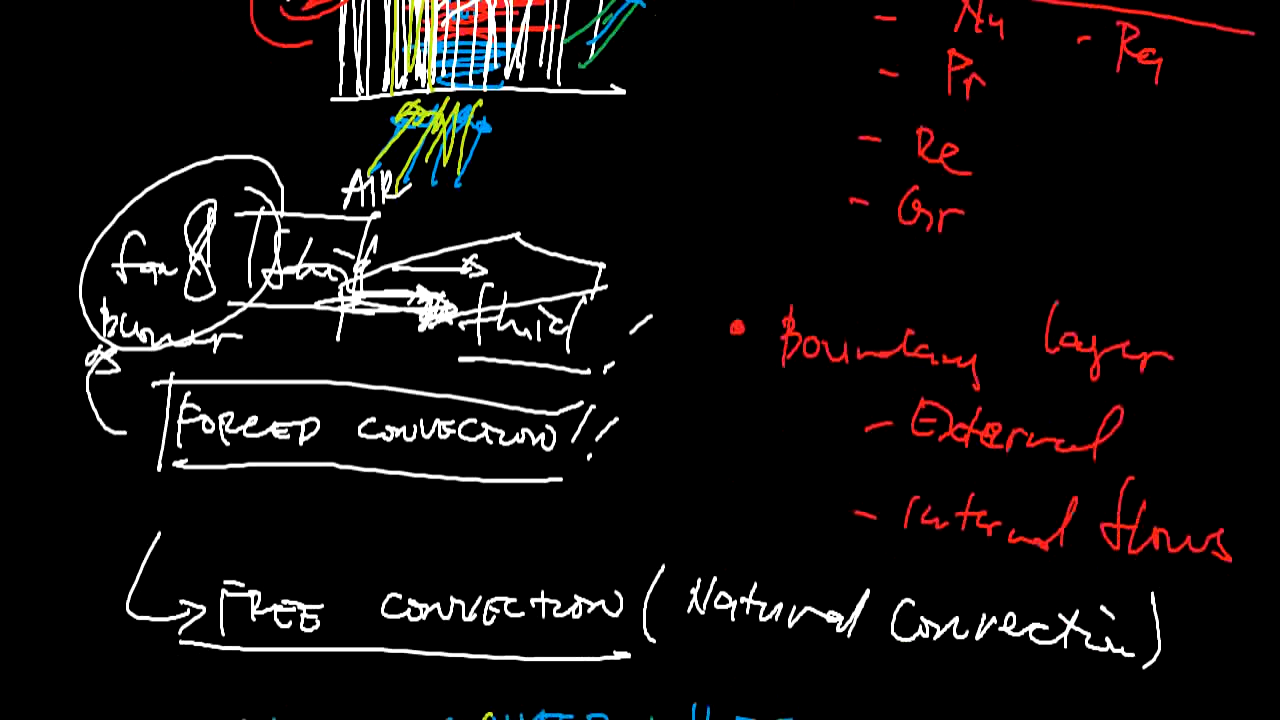 - Nu - Ra
- Pr
- Re
- Gr
AIR
fan
burner
fluid
FORCED CONVECTION!!
• Boundary layer
- External
- Internal flows
FREE CONVECTION (Natural Convection)